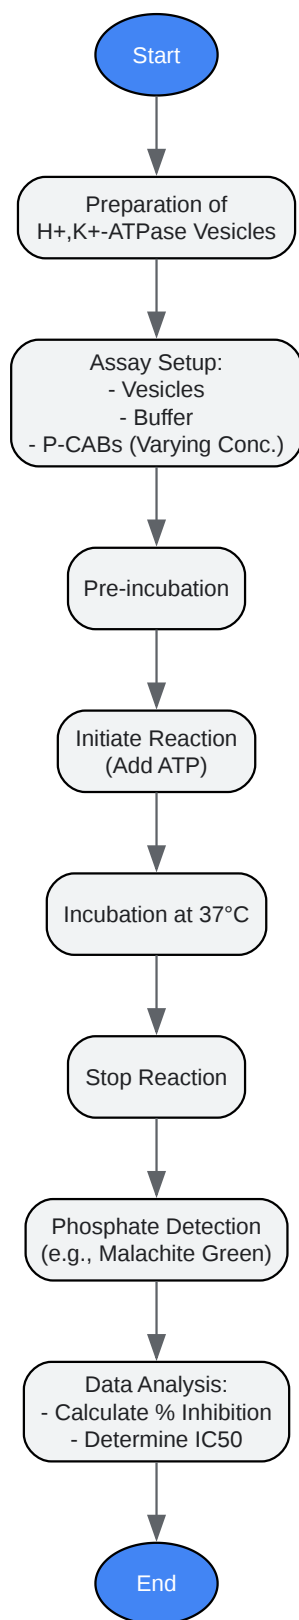 Start
Preparation of
H+,K+-ATPase Vesicles
Assay Setup:
- Vesicles
- Buffer
- P-CABs (Varying Conc.)
Pre-incubation
Initiate Reaction
(Add ATP)
Incubation at 37°C
Stop Reaction
Phosphate Detection
(e.g., Malachite Green)
Data Analysis:
- Calculate % Inhibition
- Determine IC50
End